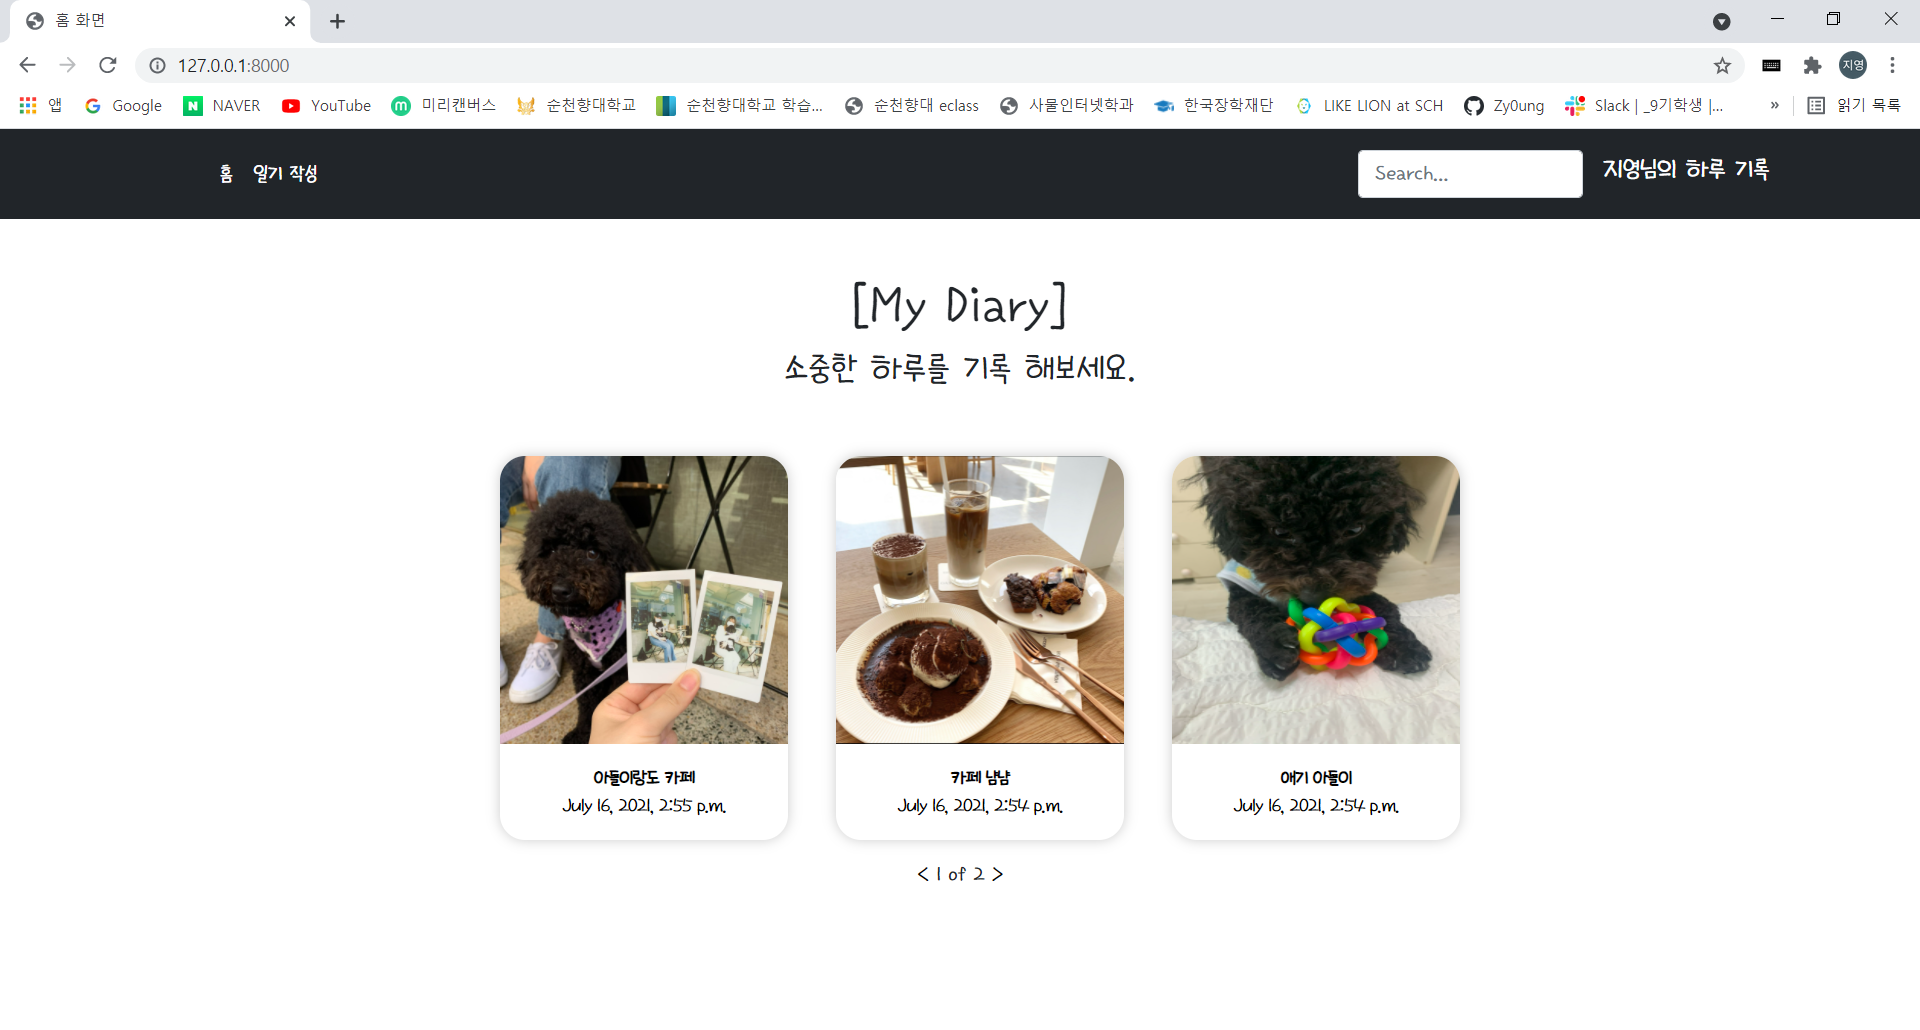 홈 화면
127.0.0.1:8000
지영
앱
Google
NAVER
YouTube
미리캔버스
순천향대학교
순천향대학교 학습...
순천향대 eclass
사물인터넷학과
한국장학재단
LIKE LION at SCH
Zy0ung
Slack | _9기학생 |...
»
읽기 목록
홈
일기 작성
Search...
지영님의 하루 기록
[My Diary]
소중한 하루를 기록 해보세요.
아들이랑도 카페
July 16, 2021, 2:55 p.m.
카페 냠냠
July 16, 2021, 2:54 p.m.
애기 아들이
July 16, 2021, 2:54 p.m.
< 1 of 2 >